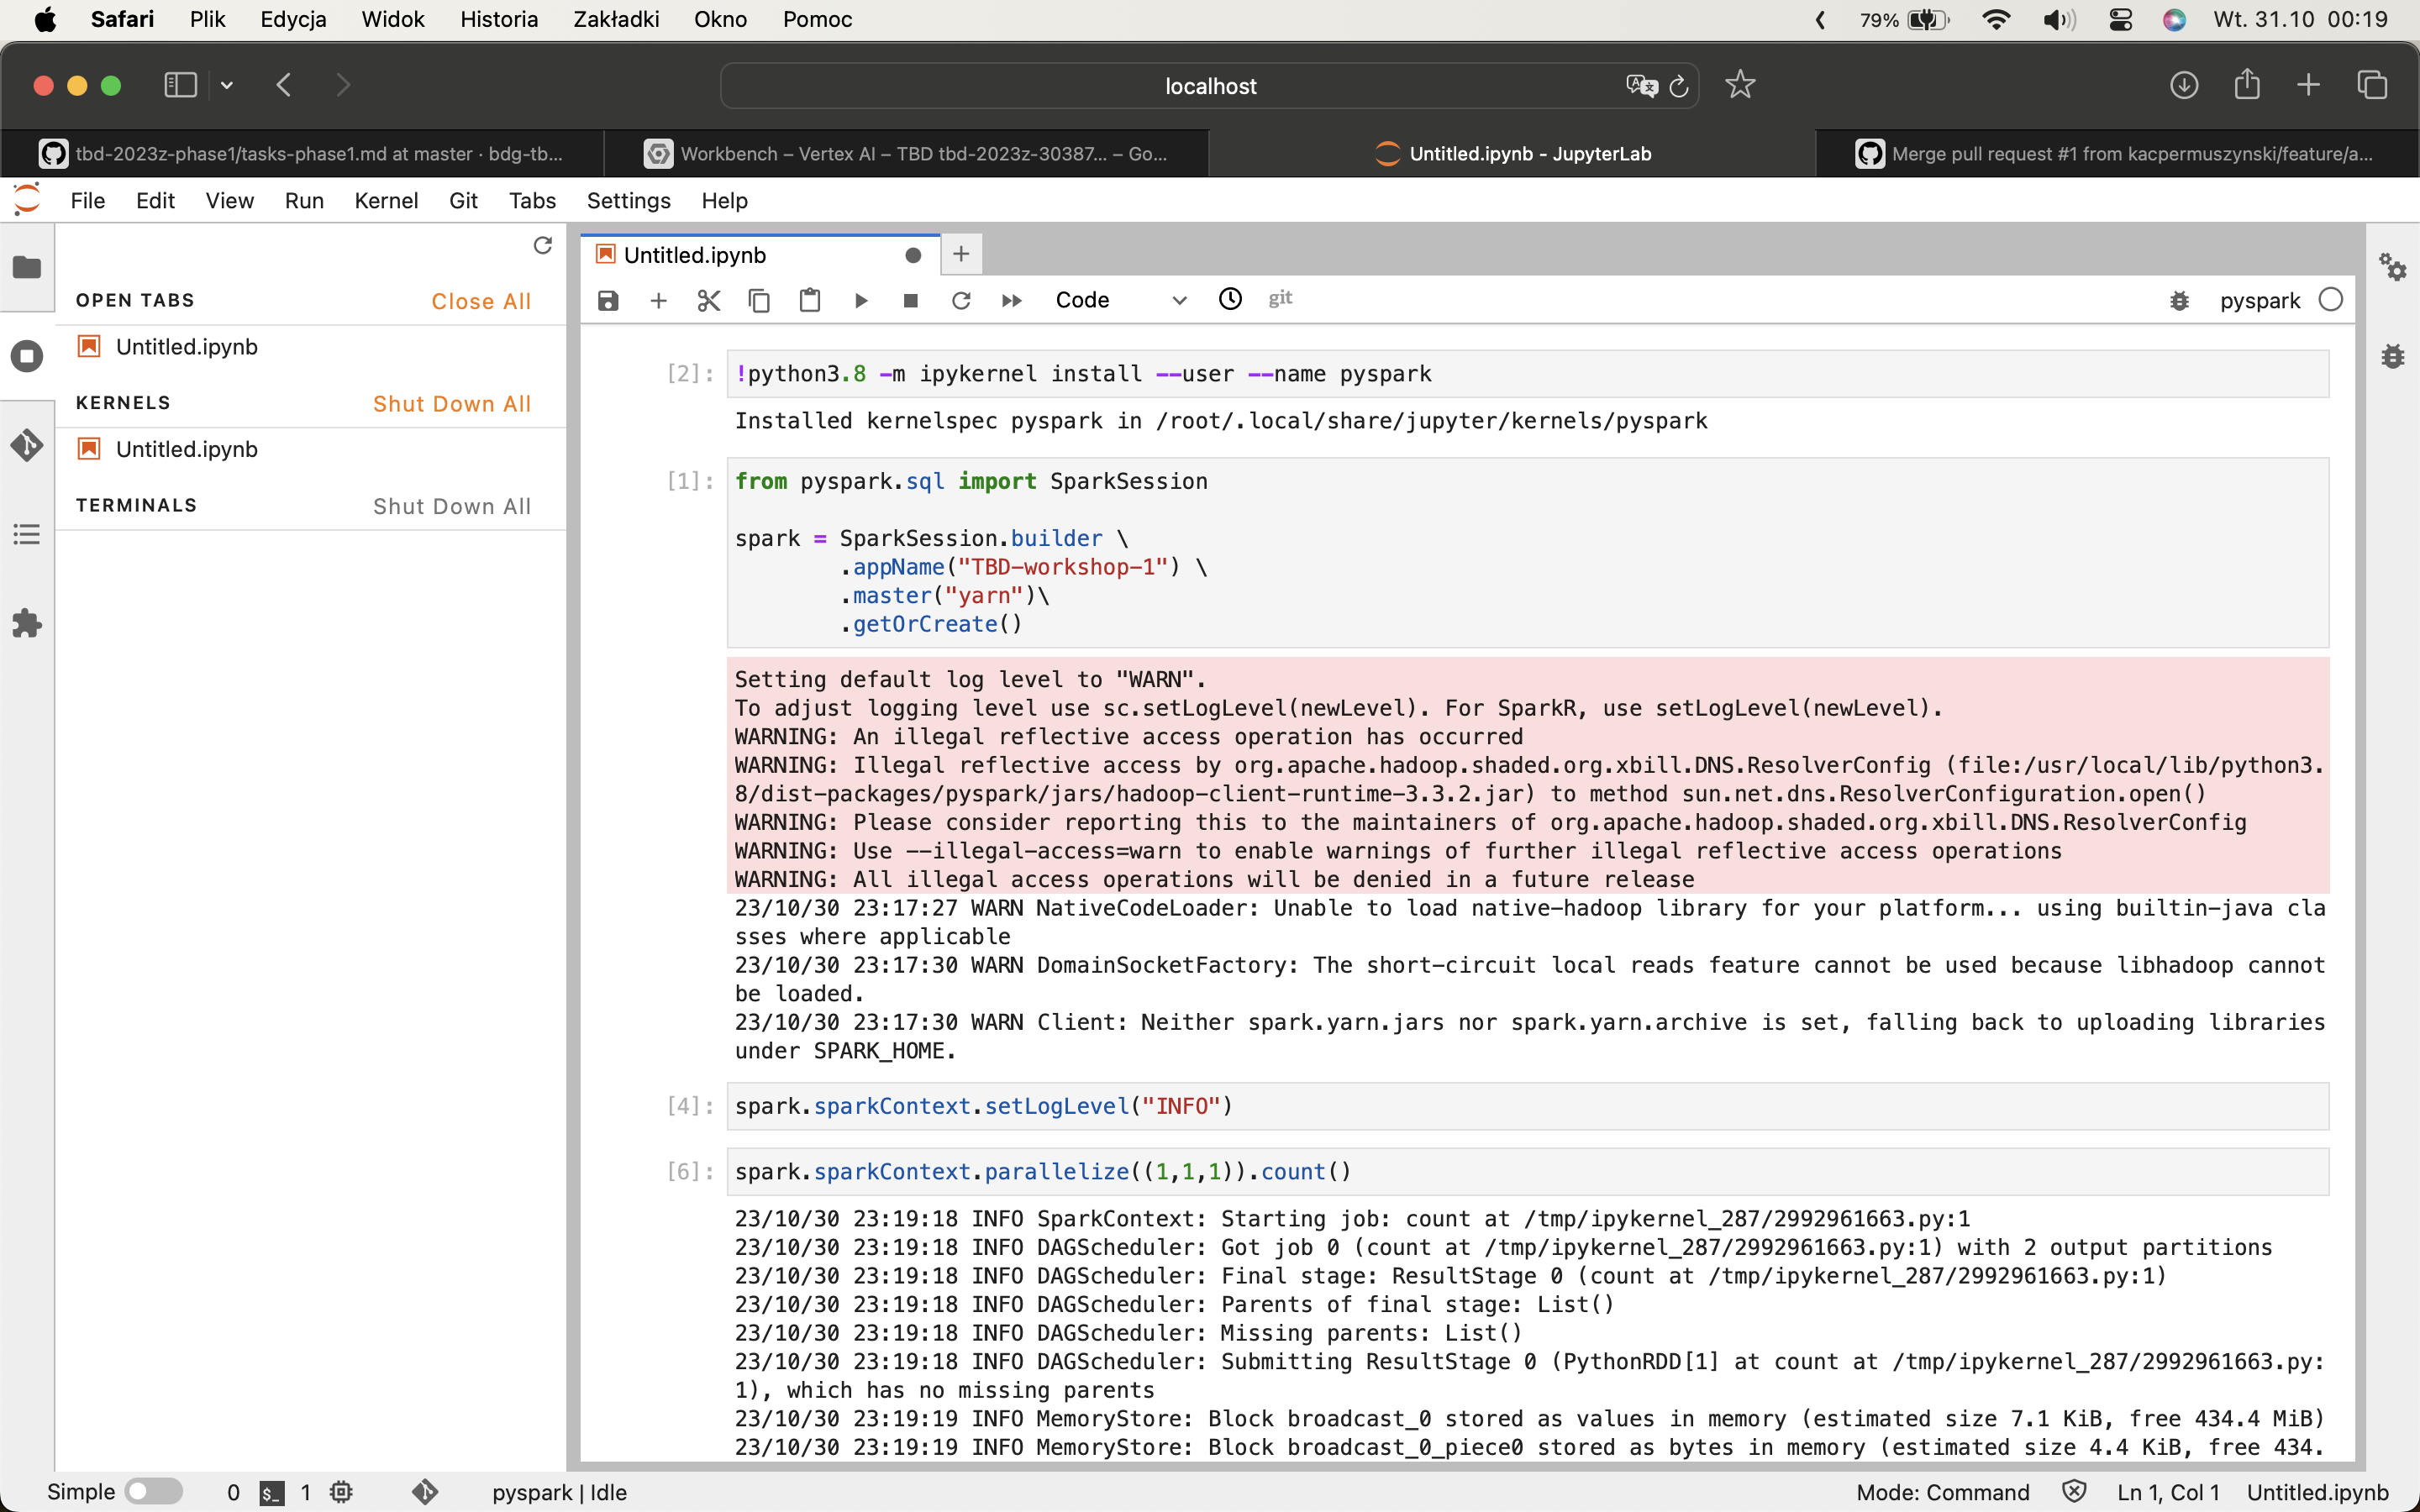 Safari Plik Edycja Widok Historia Zakładki Okno Pomoc 79% Wt. 31.10 00:19
localhost
tbd-2023z-phase1/tasks-phase1.md at master · bdg-tb... Workbench – Vertex AI – TBD tbd-2023z-30387... – Go... Untitled.ipynb - JupyterLab Merge pull request #1 from kacpermuszynski/feature/a...
File Edit View Run Kernel Git Tabs Settings Help
OPEN TABS Close All
Untitled.ipynb
KERNELS Shut Down All
Untitled.ipynb
TERMINALS Shut Down All
Untitled.ipynb
Code git pyspark
[2]: !python3.8 -m ipykernel install --user --name pyspark
Installed kernelspec pyspark in /root/.local/share/jupyter/kernels/pyspark
[1]: from pyspark.sql import SparkSession
spark = SparkSession.builder \
.appName("TBD-workshop-1") \
.master("yarn")\
.getOrCreate()
Setting default log level to "WARN".
To adjust logging level use sc.setLogLevel(newLevel). For SparkR, use setLogLevel(newLevel).
WARNING: An illegal reflective access operation has occurred
WARNING: Illegal reflective access by org.apache.hadoop.shaded.org.xbill.DNS.ResolverConfig (file:/usr/local/lib/python3.
8/dist-packages/pyspark/jars/hadoop-client-runtime-3.3.2.jar) to method sun.net.dns.ResolverConfiguration.open()
WARNING: Please consider reporting this to the maintainers of org.apache.hadoop.shaded.org.xbill.DNS.ResolverConfig
WARNING: Use --illegal-access=warn to enable warnings of further illegal reflective access operations
WARNING: All illegal access operations will be denied in a future release
23/10/30 23:17:27 WARN NativeCodeLoader: Unable to load native-hadoop library for your platform... using builtin-java cla
sses where applicable
23/10/30 23:17:30 WARN DomainSocketFactory: The short-circuit local reads feature cannot be used because libhadoop cannot
be loaded.
23/10/30 23:17:30 WARN Client: Neither spark.yarn.jars nor spark.yarn.archive is set, falling back to uploading libraries
under SPARK_HOME.
[4]: spark.sparkContext.setLogLevel("INFO")
[6]: spark.sparkContext.parallelize((1,1,1)).count()
23/10/30 23:19:18 INFO SparkContext: Starting job: count at /tmp/ipykernel_287/2992961663.py:1
23/10/30 23:19:18 INFO DAGScheduler: Got job 0 (count at /tmp/ipykernel_287/2992961663.py:1) with 2 output partitions
23/10/30 23:19:18 INFO DAGScheduler: Final stage: ResultStage 0 (count at /tmp/ipykernel_287/2992961663.py:1)
23/10/30 23:19:18 INFO DAGScheduler: Parents of final stage: List()
23/10/30 23:19:18 INFO DAGScheduler: Missing parents: List()
23/10/30 23:19:18 INFO DAGScheduler: Submitting ResultStage 0 (PythonRDD[1] at count at /tmp/ipykernel_287/2992961663.py:
1), which has no missing parents
23/10/30 23:19:19 INFO MemoryStore: Block broadcast_0 stored as values in memory (estimated size 7.1 KiB, free 434.4 MiB)
23/10/30 23:19:19 INFO MemoryStore: Block broadcast_0_piece0 stored as bytes in memory (estimated size 4.4 KiB, free 434.
Simple 0 $_ 1 pyspark | Idle Mode: Command Ln 1, Col 1 Untitled.ipynb